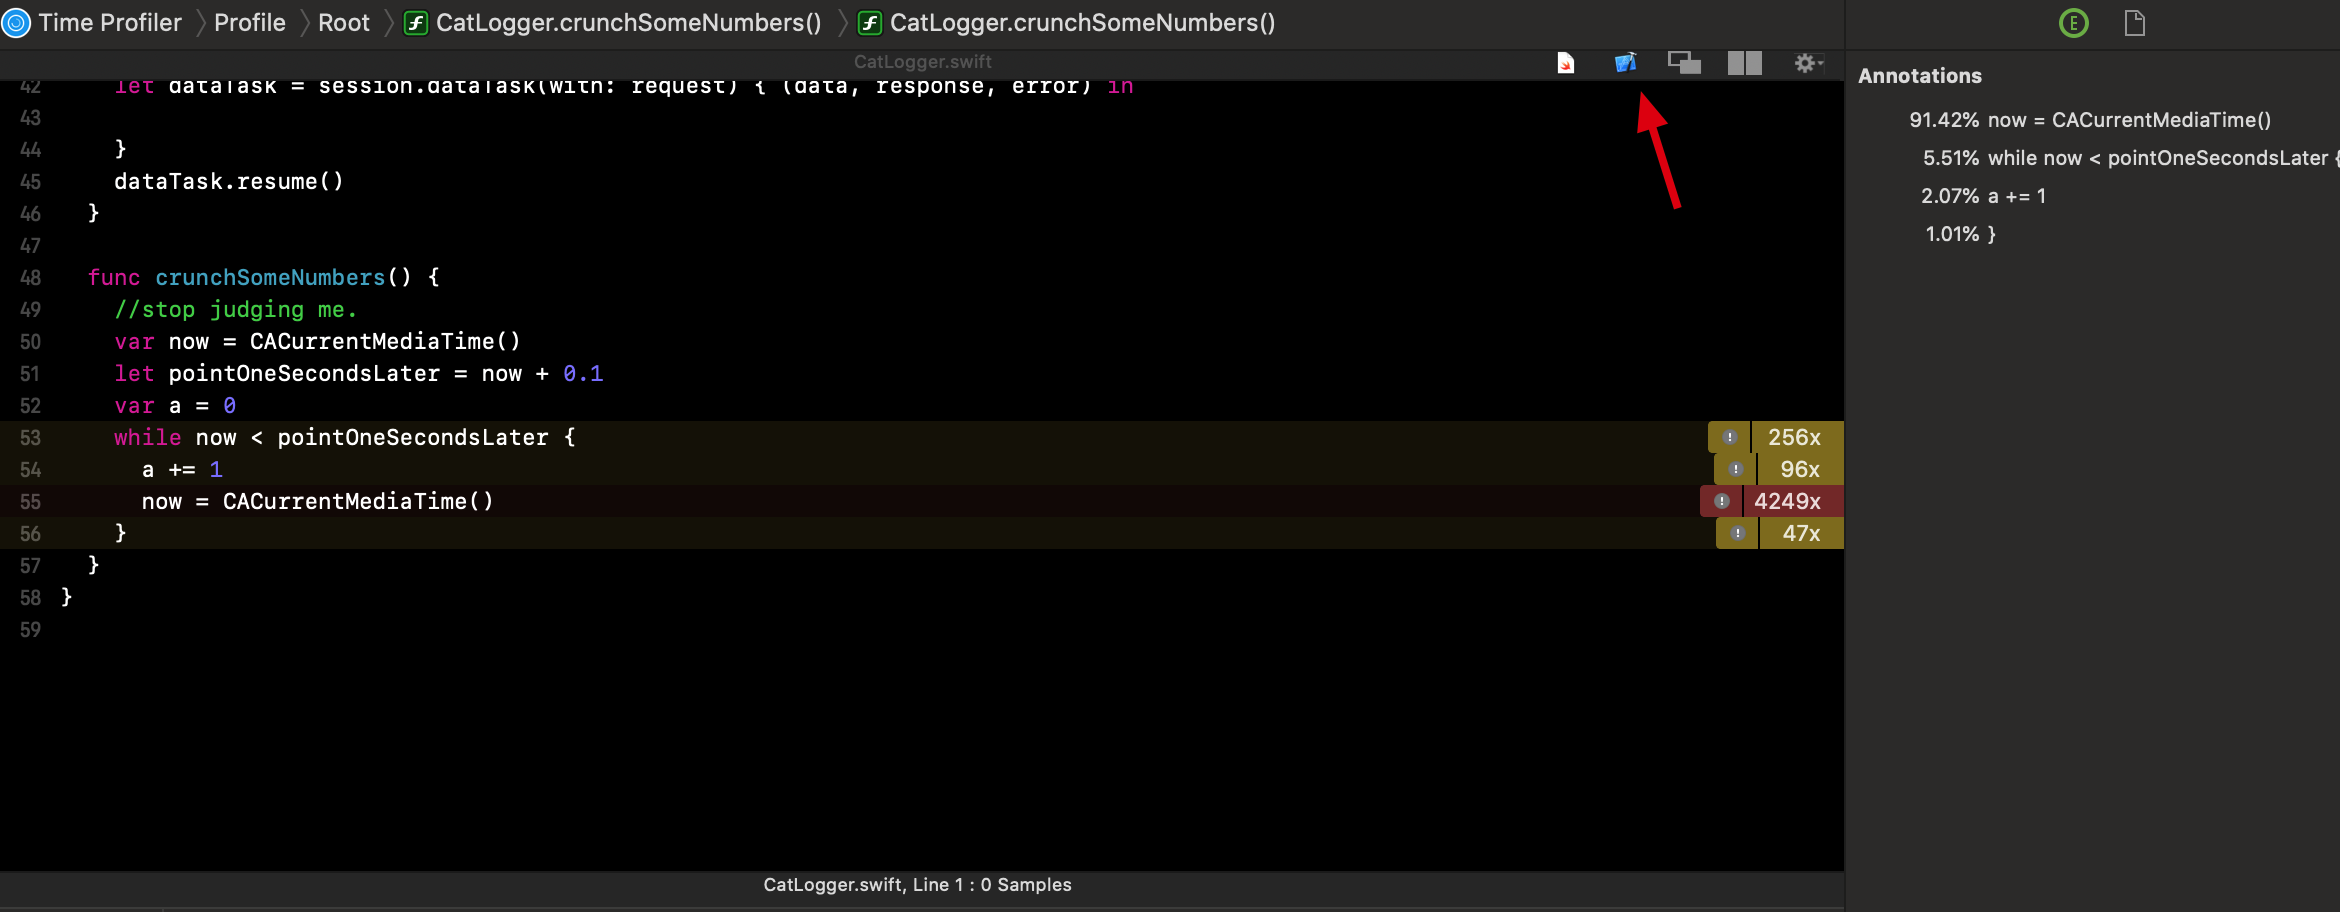 Time Profiler Profile Root CatLogger.crunchSomeNumbers() CatLogger.crunchSomeNumbers()
CatLogger.swift
42 let dataTask = session.dataTask(with: request) { (data, response, error) in
43
44 }
45 dataTask.resume()
46 }
47
48 func crunchSomeNumbers() {
49 //stop judging me.
50 var now = CACurrentMediaTime()
51 let pointOneSecondsLater = now + 0.1
52 var a = 0
53 while now < pointOneSecondsLater { 256x
54 a += 1 96x
55 now = CACurrentMediaTime() 4249x
56 } 47x
57 }
58 }
59
CatLogger.swift, Line 1 : 0 Samples
E
Annotations
91.42% now = CACurrentMediaTime()
5.51% while now < pointOneSecondsLater {
2.07% a += 1
1.01% }